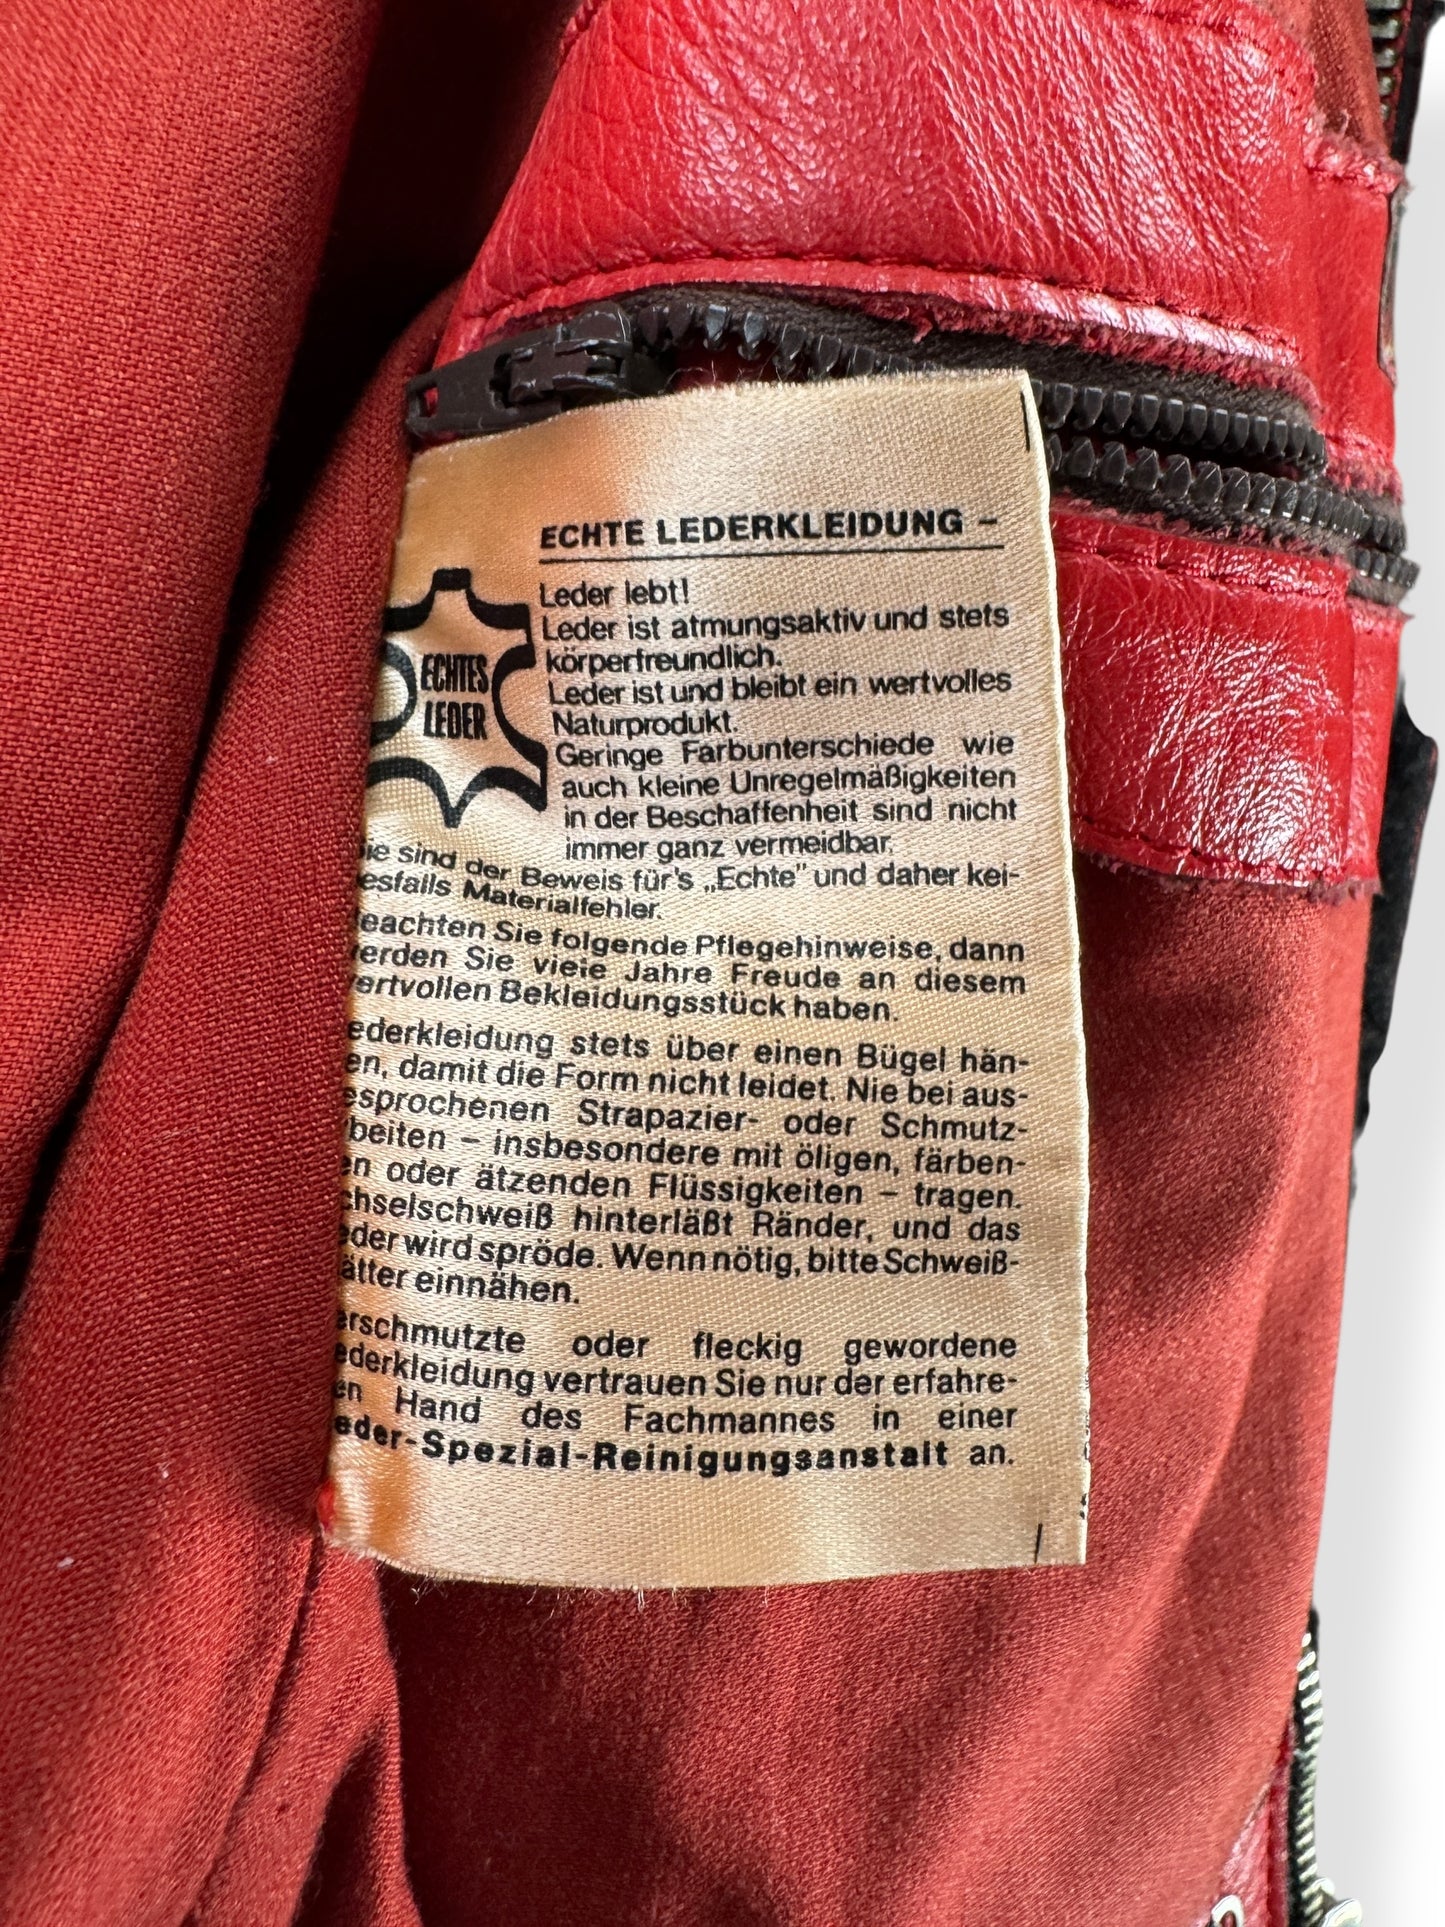 ECHTE LEDERKLEIDUNG –
ECHTES
LEDER
Leder lebt!
Leder ist atmungsaktiv und stets
körperfreundlich.
Leder ist und bleibt ein wertvolles
Naturprodukt.
Geringe Farbunterschiede wie
auch kleine Unregelmäßigkeiten
in der Beschaffenheit sind nicht
immer ganz vermeidbar.
ie sind der Beweis für's „Echte" und daher kei-
esfalls Materialfehler.
eachten Sie folgende Pflegehinweise, dann
erden Sie viele Jahre Freude an diesem
ertvollen Bekleidungsstück haben.
ederkleidung stets über einen Bügel hän-
en, damit die Form nicht leidet. Nie bei aus-
esprochenen Strapazier- oder Schmutz-
beiten – insbesondere mit öligen, färben-
en oder ätzenden Flüssigkeiten – tragen.
chselschweiß hinterläßt Ränder, und das
eder wird spröde. Wenn nötig, bitte Schweiß-
ätter einnähen.
erschmutzte oder fleckig gewordene
ederkleidung vertrauen Sie nur der erfahre-
en Hand des Fachmannes in einer
eder-Spezial-Reinigungsanstalt an.